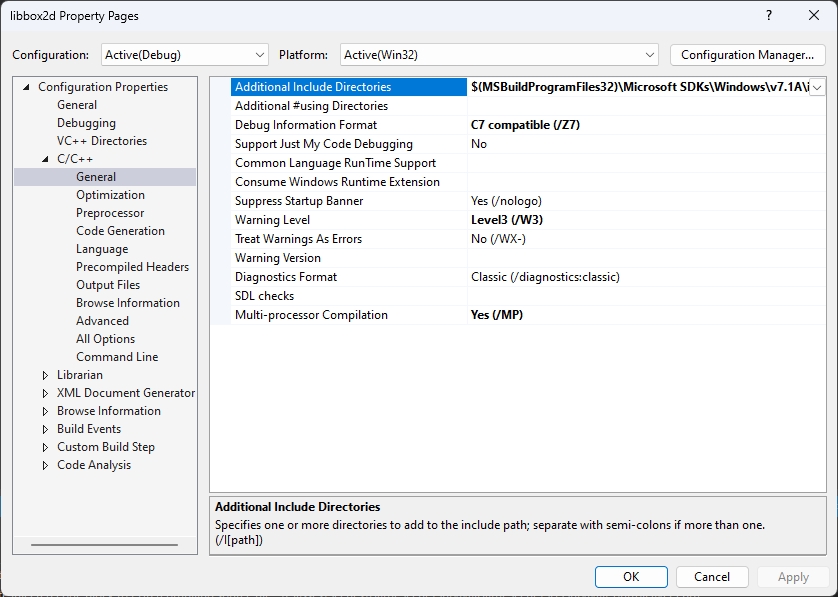 libbox2d Property Pages
?
Configuration: Active(Debug) Platform: Active(Win32) Configuration Manager...
Configuration Properties
General
Debugging
VC++ Directories
C/C++
General
Optimization
Preprocessor
Code Generation
Language
Precompiled Headers
Output Files
Browse Information
Advanced
All Options
Command Line
Librarian
XML Document Generator
Browse Information
Build Events
Custom Build Step
Code Analysis
Additional Include Directories $(MSBuildProgramFiles32)\Microsoft SDKs\Windows\v7.1A\i
Additional #using Directories
Debug Information Format C7 compatible (/Z7)
Support Just My Code Debugging No
Common Language RunTime Support
Consume Windows Runtime Extension
Suppress Startup Banner Yes (/nologo)
Warning Level Level3 (/W3)
Treat Warnings As Errors No (/WX-)
Warning Version
Diagnostics Format Classic (/diagnostics:classic)
SDL checks
Multi-processor Compilation Yes (/MP)
Additional Include Directories
Specifies one or more directories to add to the include path; separate with semi-colons if more than one.
(/I[path])
OK Cancel Apply